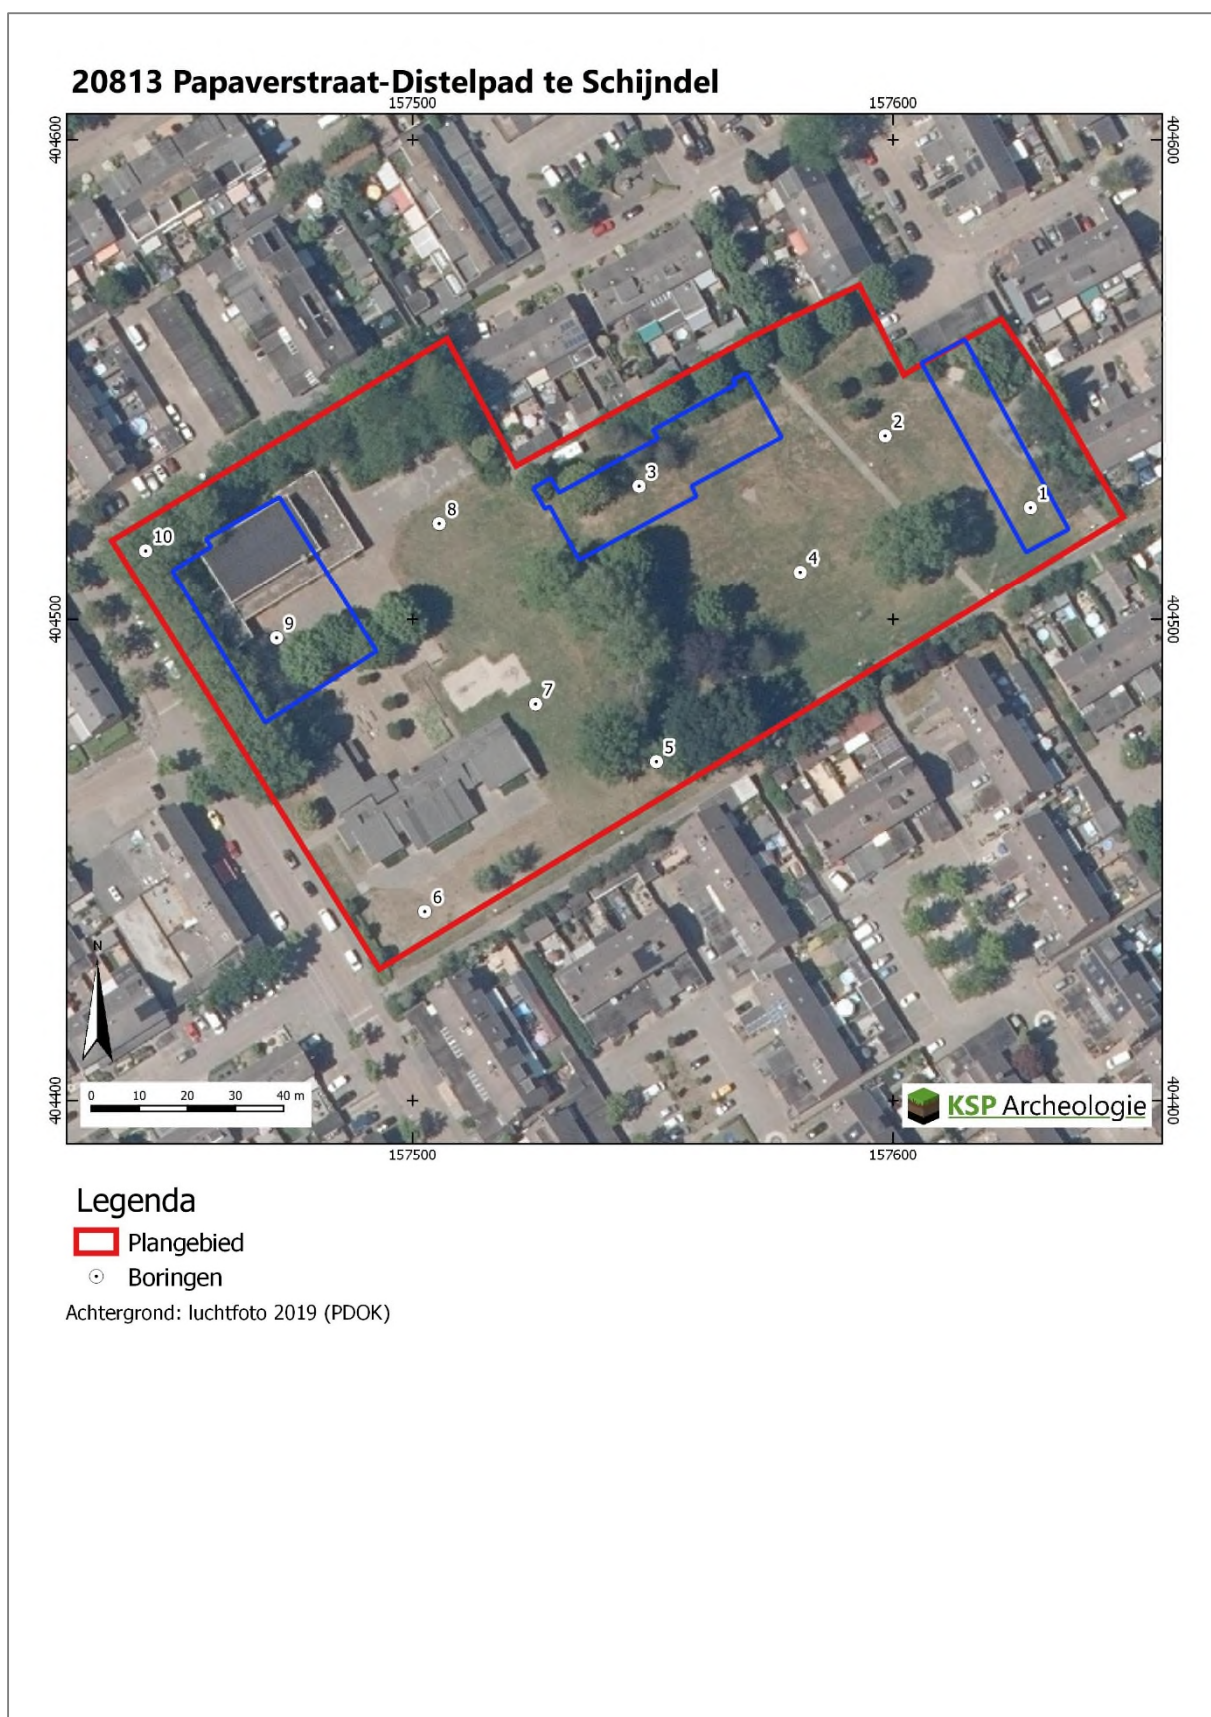 20813 Papaverstraat-Distelpad te Schijndel
157500
157600
404600
404600
2
3
1
8
10
4
404500
404500
9
7
5
6
N
0 10 20 30 40 m
404400
404400
KSP Archeologie
157500
157600
Legenda
Plangebied
Boringen
Achtergrond: luchtfoto 2019 (PDOK)